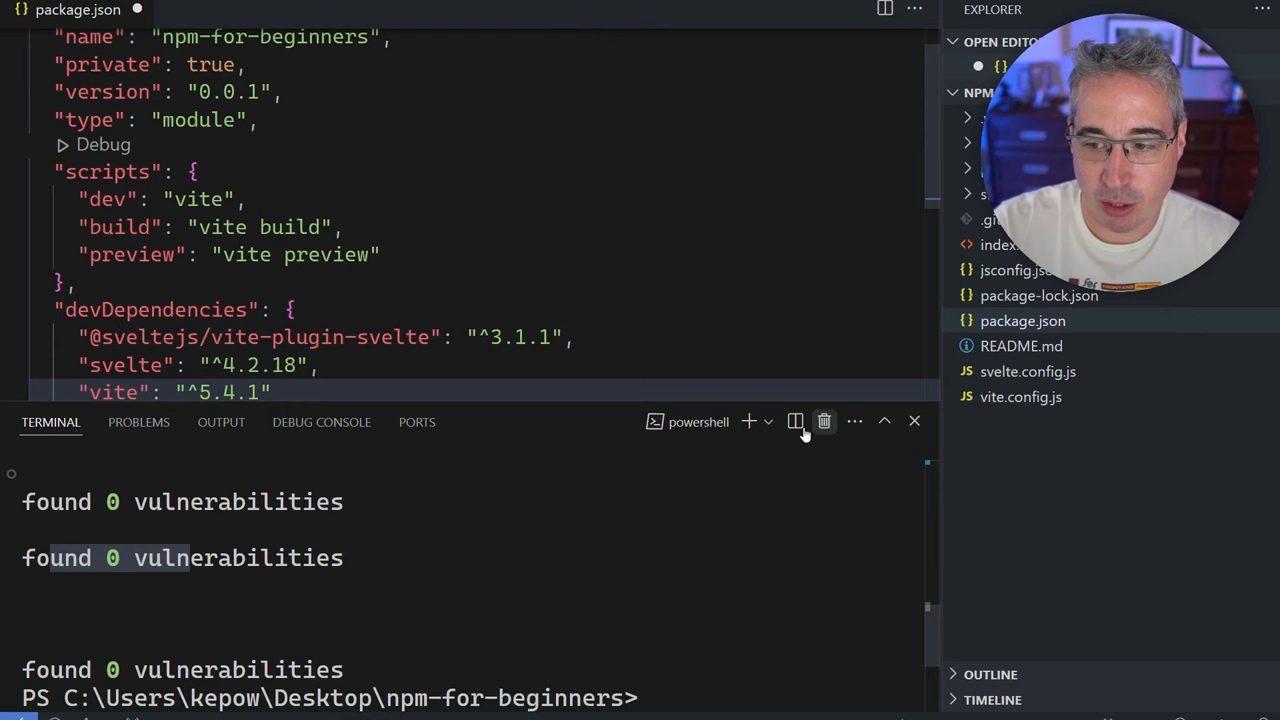 {} package.json
"name": "npm-for-beginners",
"private": true,
"version": "0.0.1",
"type": "module",
Debug
"scripts": {
"dev": "vite",
"build": "vite build",
"preview": "vite preview"
},
"devDependencies": {
"@sveltejs/vite-plugin-svelte": "^3.1.1",
"svelte": "^4.2.18",
"vite": "^5.4.1"
TERMINAL PROBLEMS OUTPUT DEBUG CONSOLE PORTS powershell
found 0 vulnerabilities
found 0 vulnerabilities
found 0 vulnerabilities
PS C:\Users\kepow\Desktop\npm-for-beginners>
EXPLORER
OPEN EDITO
{}
NPM
.gi
<> index.
{} jsconfig.js
{} package-lock.json
{} package.json
README.md
JS svelte.config.js
JS vite.config.js
OUTLINE
TIMELINE